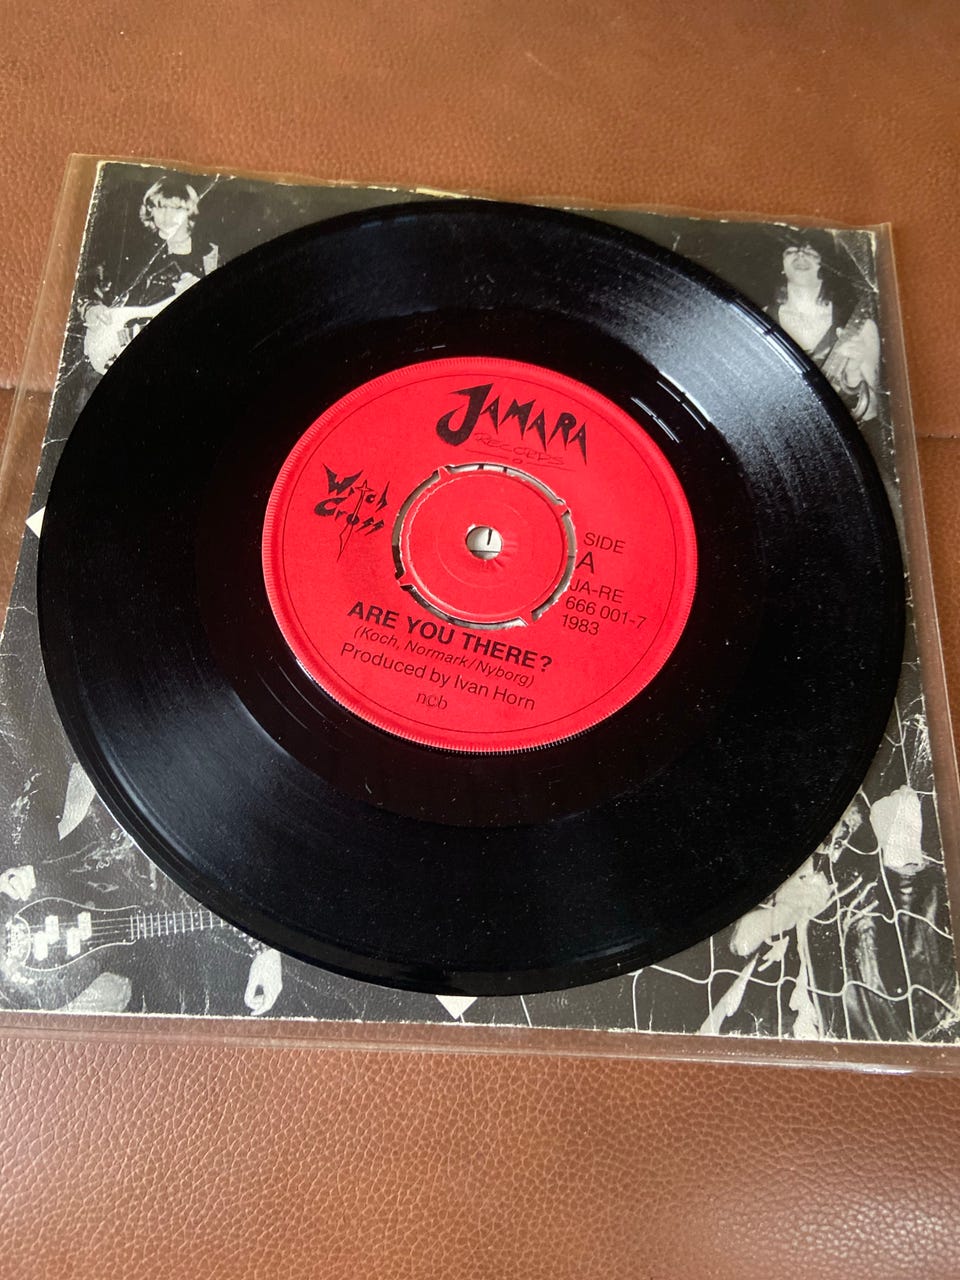 JAMARA
RECORDS
Witch
Cross
SIDE
A
JA-RE
666 001-7
1983
ARE YOU THERE?
(Koch, Normark/Nyborg)
Produced by Ivan Horn
ncb